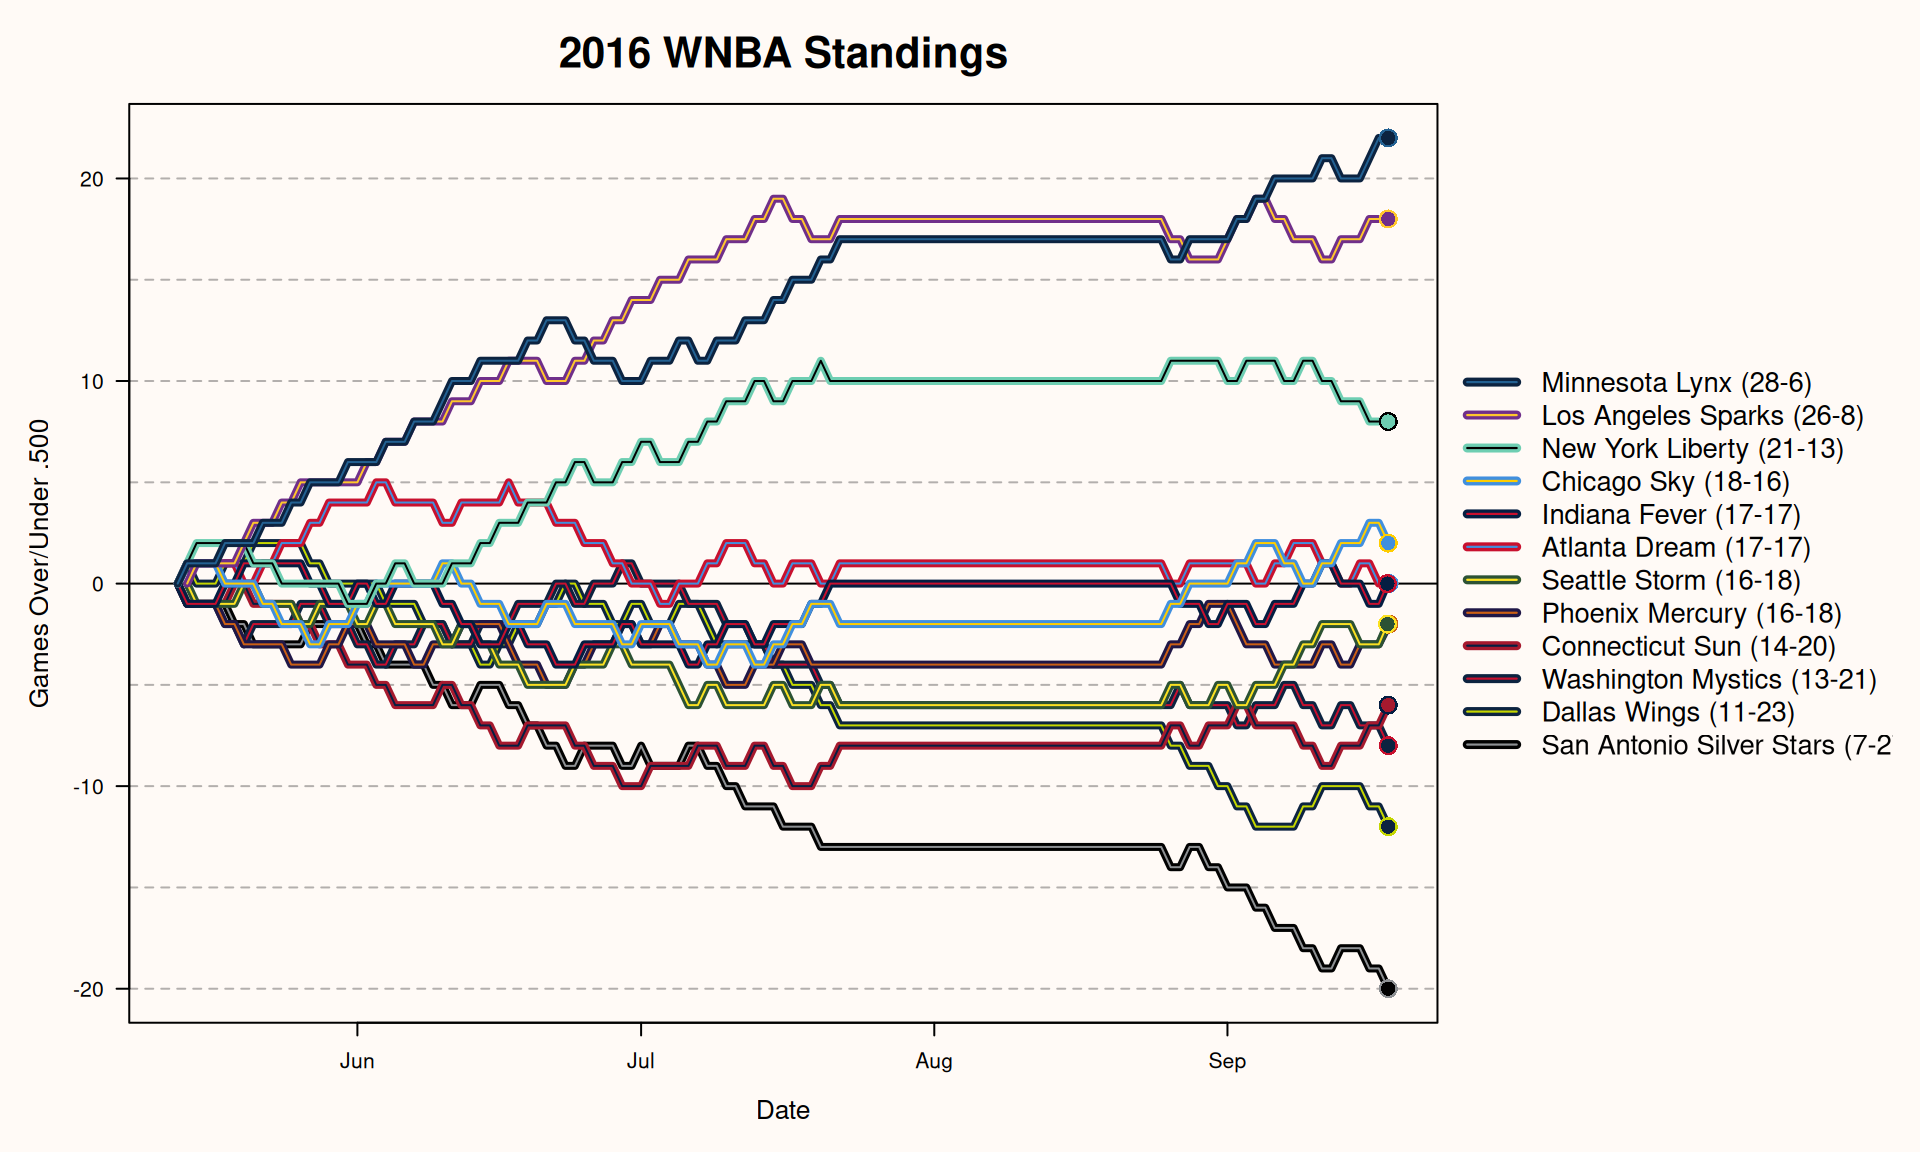 2016 WNBA Standings
Games Over/Under .500
20
10
0
-10
-20
Jun
Jul
Aug
Sep
Date
Minnesota Lynx (28-6)
Los Angeles Sparks (26-8)
New York Liberty (21-13)
Chicago Sky (18-16)
Indiana Fever (17-17)
Atlanta Dream (17-17)
Seattle Storm (16-18)
Phoenix Mercury (16-18)
Connecticut Sun (14-20)
Washington Mystics (13-21)
Dallas Wings (11-23)
San Antonio Silver Stars (7-2